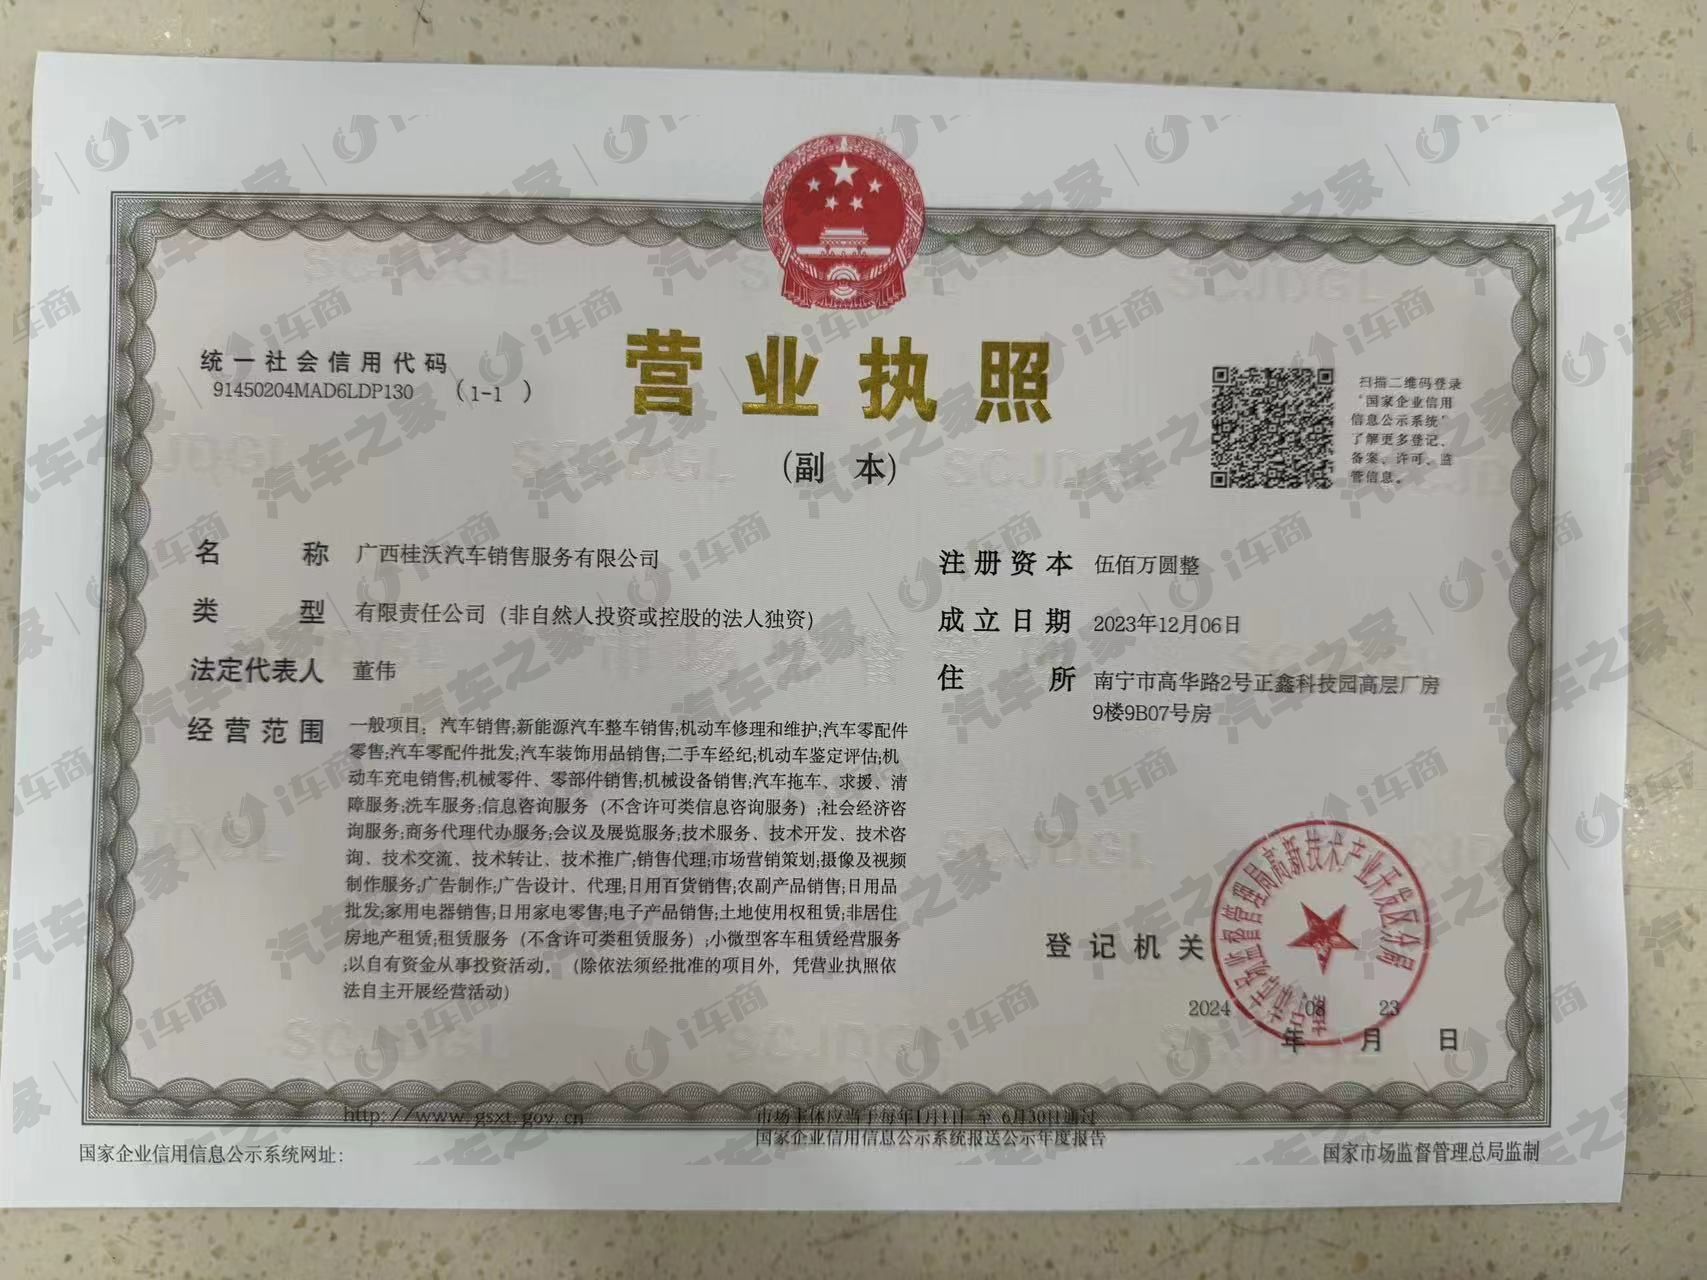 营业执照
(副 本)
统一社会信用代码
91450204MAD6LDP130 (1-1)
扫描二维码登录
"国家企业信用
信息公示系统"
了解更多登记、
备案、许可、监
管信息。
名称 广西桂沃汽车销售服务有限公司
类型 有限责任公司（非自然人投资或控股的法人独资）
法定代表人 董伟
经营范围 一般项目：汽车销售;新能源汽车整车销售;机动车修理和维护;汽车零配件
零售;汽车零配件批发;汽车装饰用品销售;二手车经纪;机动车鉴定评估;机
动车充电销售;机械零件、零部件销售;机械设备销售;汽车拖车、求援、清
障服务;洗车服务;信息咨询服务（不含许可类信息咨询服务）;社会经济咨
询服务;商务代理代办服务;会议及展览服务;技术服务、技术开发、技术咨
询、技术交流、技术转让、技术推广;销售代理;市场营销策划;摄像及视频
制作服务;广告制作;广告设计、代理;日用百货销售;农副产品销售;日用品
批发;家用电器销售;日用家电零售;电子产品销售;土地使用权租赁;非居住
房地产租赁;租赁服务（不含许可类租赁服务）;小微型客车租赁经营服务
;以自有资金从事投资活动。（除依法须经批准的项目外，凭营业执照依
法自主开展经营活动）
注册资本 伍佰万圆整
成立日期 2023年12月06日
住所 南宁市高华路2号正鑫科技园高层厂房
9楼9B07号房
登记机关
2024 08 23
年 月 日
http://www.gsxt.gov.cn
国家企业信用信息公示系统网址:
市场主体应当于每年1月1日 至 6月30日通过
国家企业信用信息公示系统报送公示年度报告
国家市场监督管理总局监制
汽车之家 | i车商